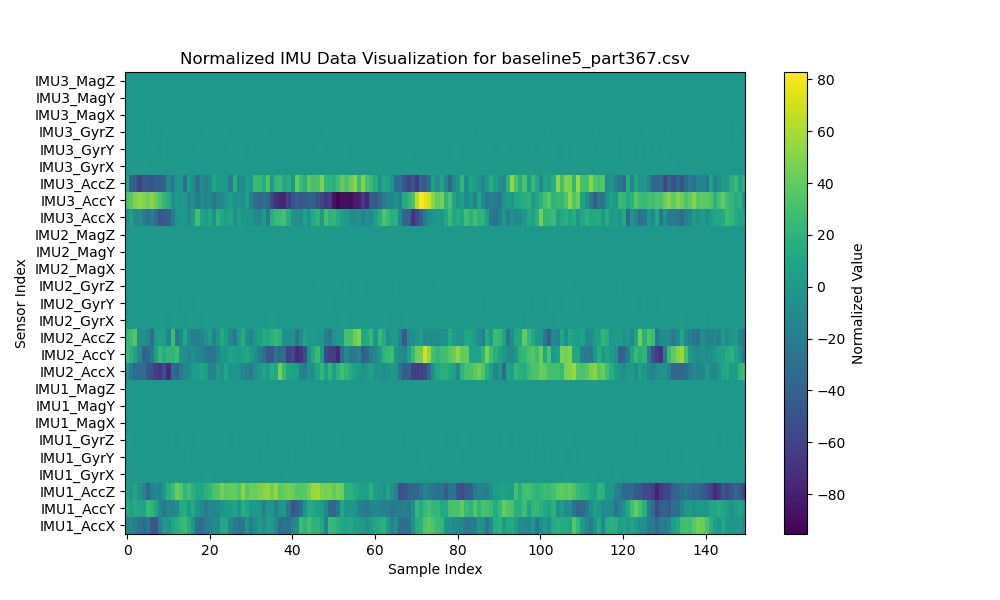 Normalized IMU Data Visualization for baseline5_part367.csv
IMU3_MagZ
IMU3_MagY
IMU3_MagX
IMU3_GyrZ
IMU3_GyrY
IMU3_GyrX
IMU3_AccZ
IMU3_AccY
IMU3_AccX
IMU2_MagZ
IMU2_MagY
IMU2_MagX
IMU2_GyrZ
IMU2_GyrY
IMU2_GyrX
IMU2_AccZ
IMU2_AccY
IMU2_AccX
IMU1_MagZ
IMU1_MagY
IMU1_MagX
IMU1_GyrZ
IMU1_GyrY
IMU1_GyrX
IMU1_AccZ
IMU1_AccY
IMU1_AccX
Sensor Index
0 20 40 60 80 100 120 140
Sample Index
80
60
40
20
0
−20
−40
−60
−80
Normalized Value